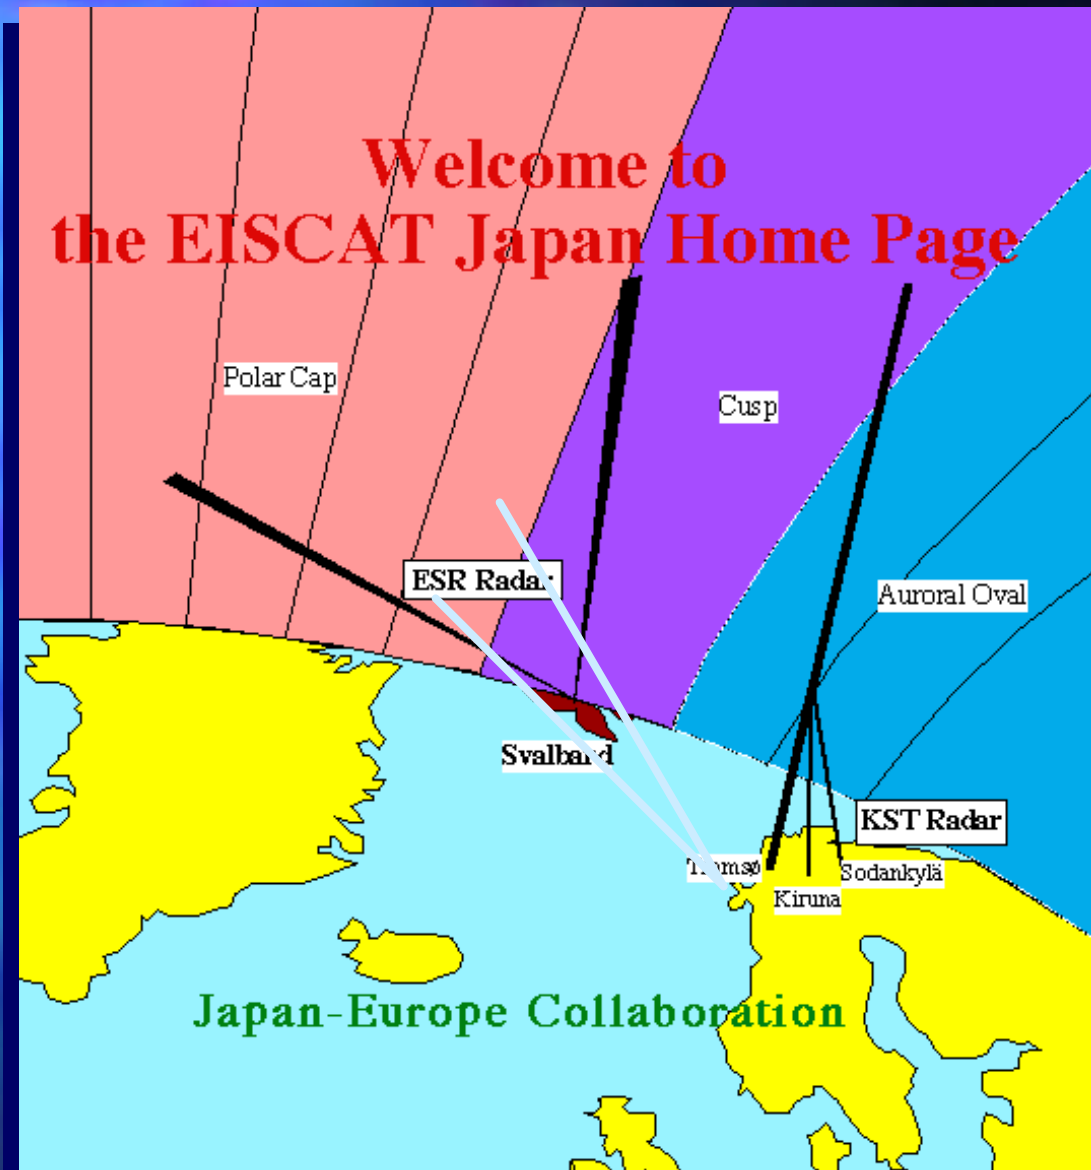 Welcome to
the EISCAT Japan Home Page
Polar Cap
Cusp
ESR Radar
Auroral Oval
Svalbard
KST Radar
Tromsø
Sodankylä
Kiruna
Japan-Europe Collaboration